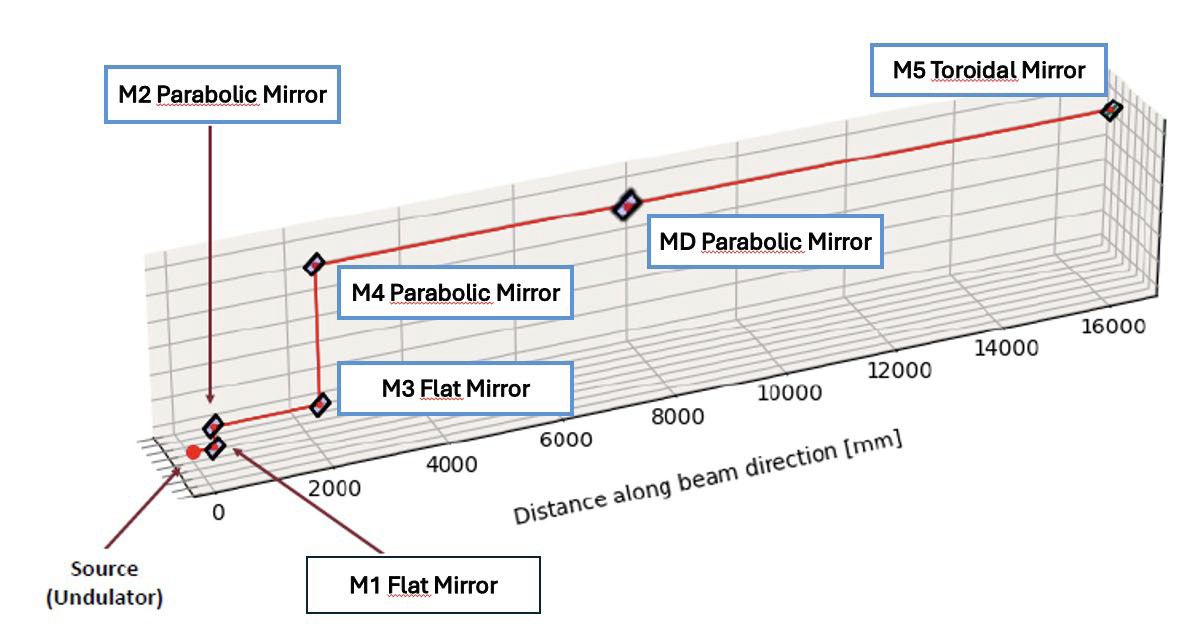 M5 Toroidal Mirror
M2 Parabolic Mirror
MD Parabolic Mirror
M4 Parabolic Mirror
M3 Flat Mirror
16000
14000
12000
10000
8000
6000
4000
2000
0
Distance along beam direction [mm]
Source
(Undulator)
M1 Flat Mirror